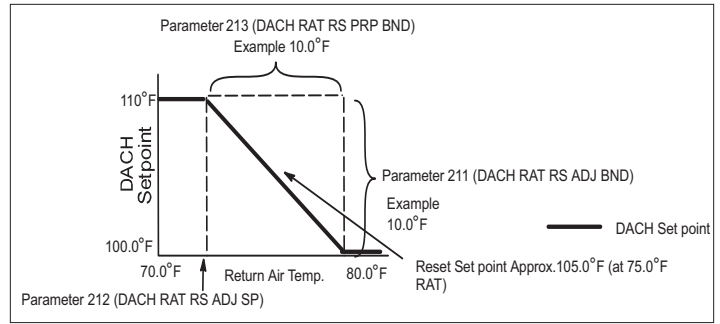 Parameter 213 (DACH RAT RS PRP BND)
Example 10.0°F
110°F
DACH
Setpoint
Parameter 211 (DACH RAT RS ADJ BND)
Example
10.0°F
DACH Set point
100.0°F
70.0°F
Return Air Temp.
80.0°F
Reset Set point Approx.105.0°F (at 75.0°F
RAT)
Parameter 212 (DACH RAT RS ADJ SP)